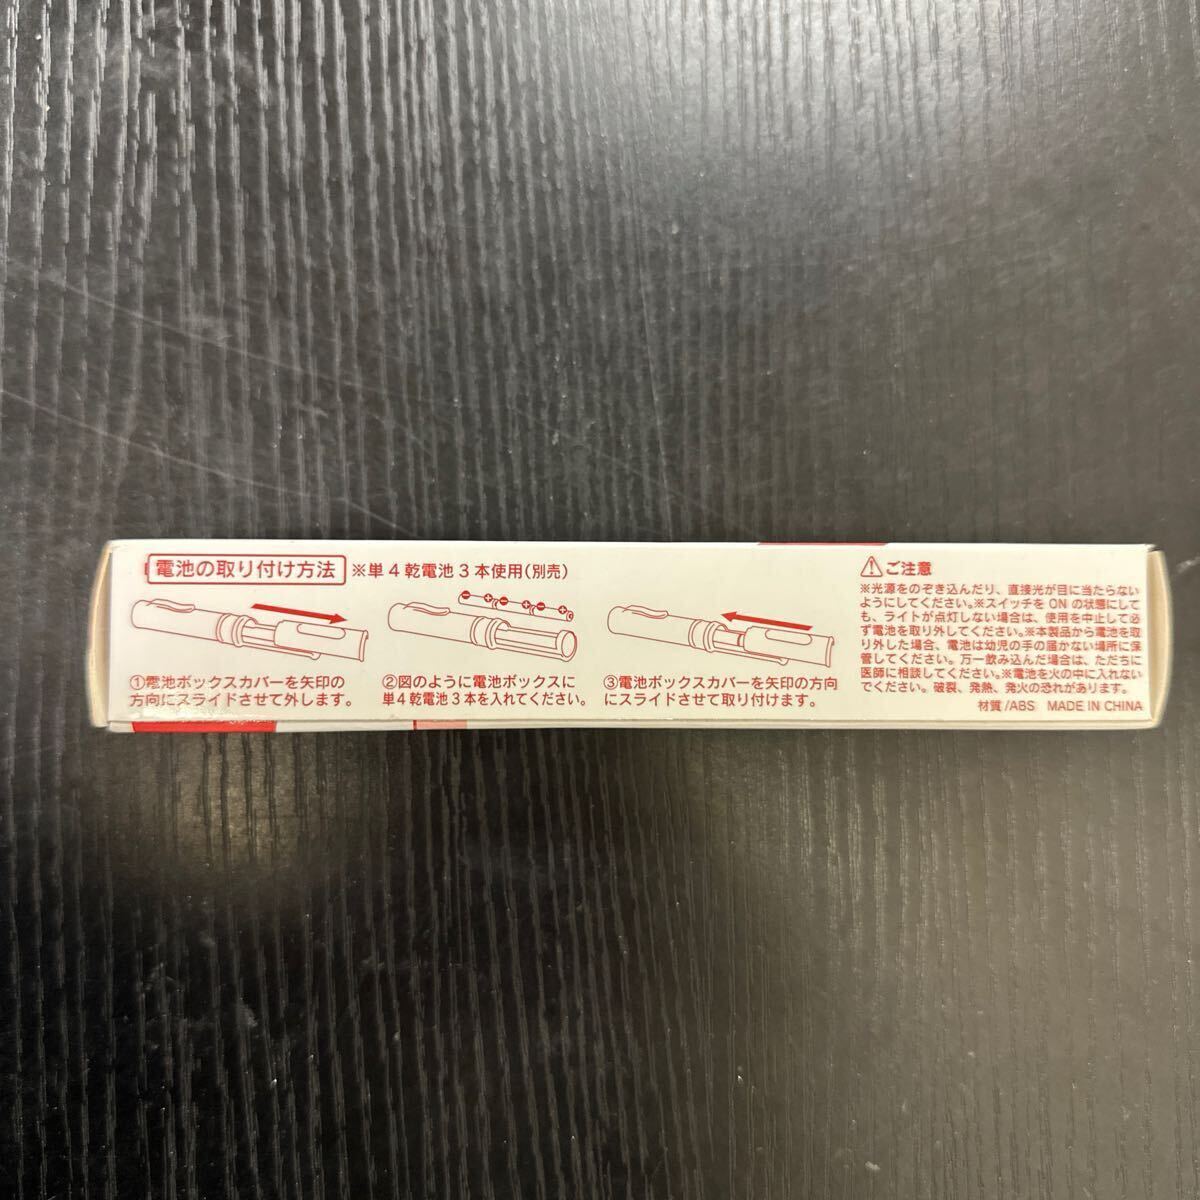 電池の取り付け方法 ※単4乾電池3本使用(別売)
①電池ボックスカバーを矢印の
方向にスライドさせて外します。
②図のように電池ボックスに
単4乾電池3本を入れてください。
③電池ボックスカバーを矢印の方向
にスライドさせて取り付けます。
⚠ご注意
※光源をのぞき込んだり、直接光が目に当たらない
ようにしてください。※スイッチを ON の状態にして
も、ライトが点灯しない場合は、使用を中止して必
ず電池を取り外してください。※本製品から電池を取
り外した場合、電池は幼児の手の届かない場所に保
管してください。万一飲み込んだ場合は、ただちに
医師に相談してください。※電池を火の中に入れない
でください。破裂、発熱、発火の恐れがあります。
材質/ABS MADE IN CHINA